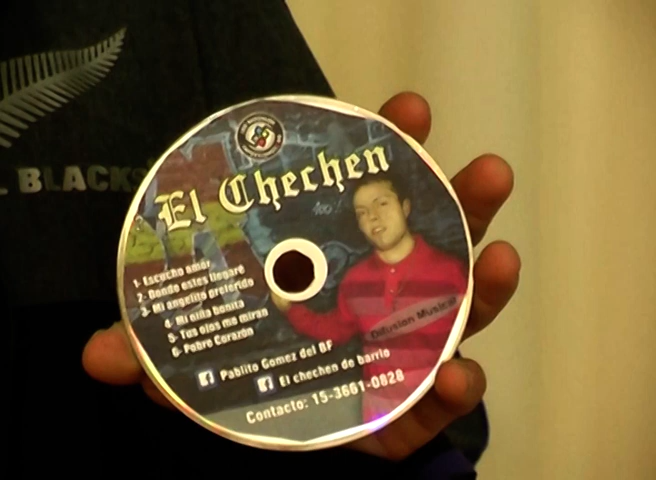 L BLACKS
El Chechen
1- Escucho amor
2- Donde estes llegaré
3- Mi angelito preferido
4- Mi niña bonita
5- Tus ojos me miran
6- Pobre Corazón
Difusion Musical
Pablito Gomez del BF
El chechen de barrio
Contacto: 15-3661-0828